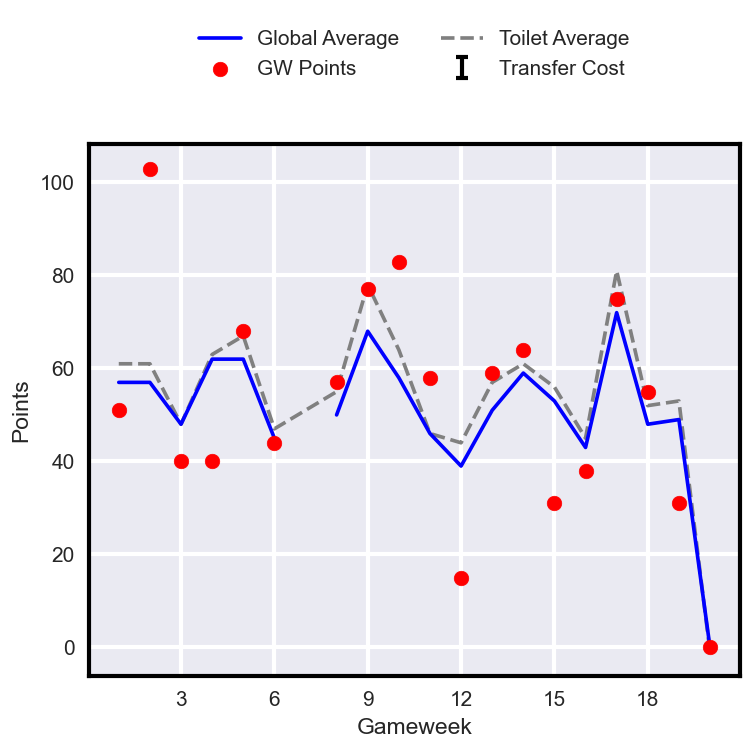 Global Average
GW Points
Toilet Average
Transfer Cost
Points
100
80
60
40
20
0
3 6 9 12 15 18
Gameweek